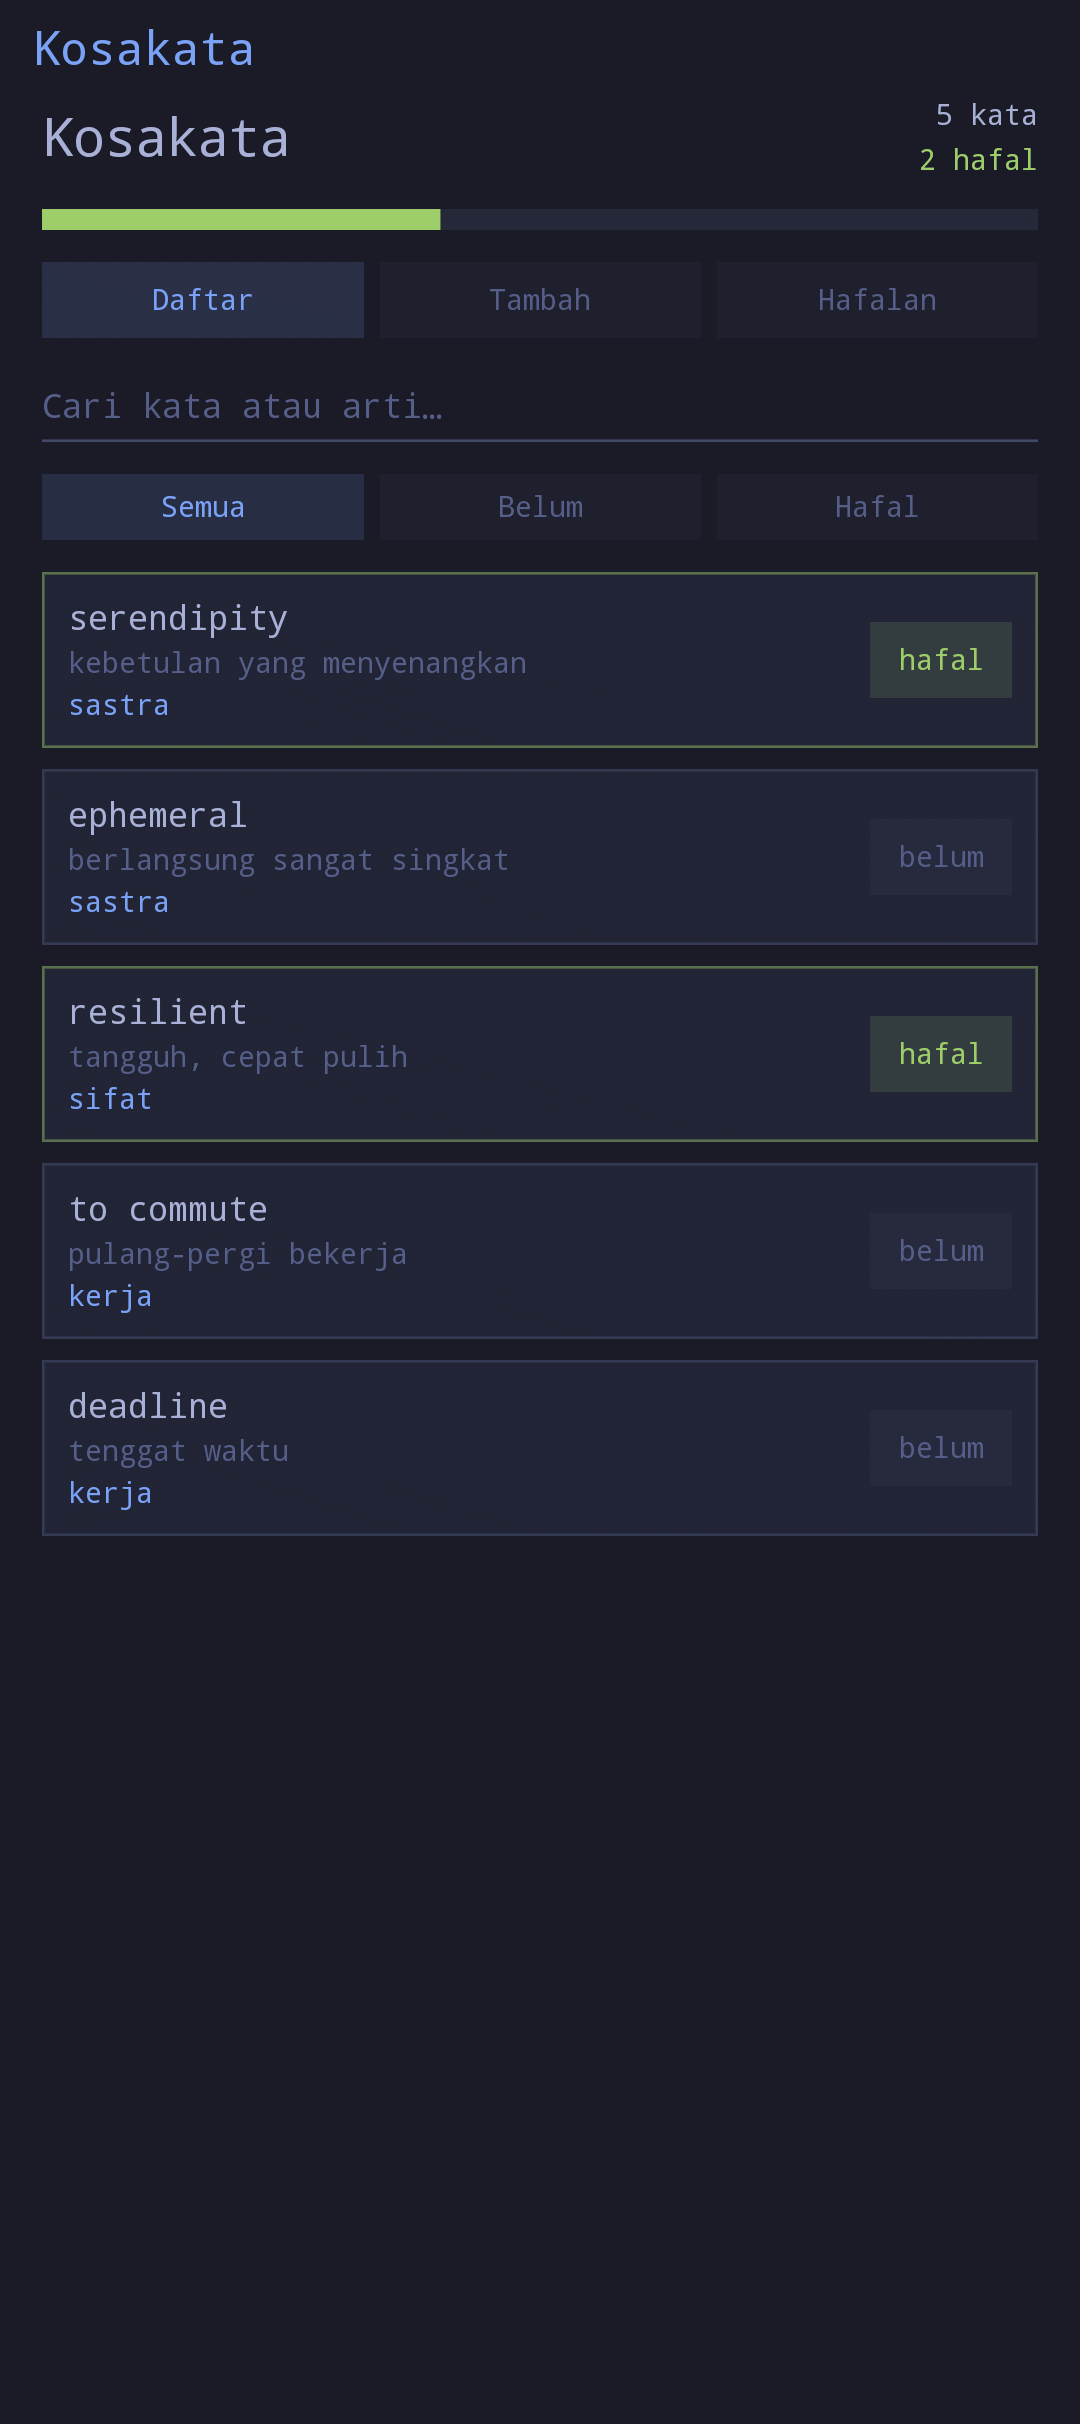 Kosakata
Kosakata
5 kata
2 hafal
Daftar
Tambah
Hafalan
Cari kata atau arti…
Semua
Belum
Hafal
serendipity
kebetulan yang menyenangkan
sastra
hafal
ephemeral
berlangsung sangat singkat
sastra
belum
resilient
tangguh, cepat pulih
sifat
hafal
to commute
pulang-pergi bekerja
kerja
belum
deadline
tenggat waktu
kerja
belum